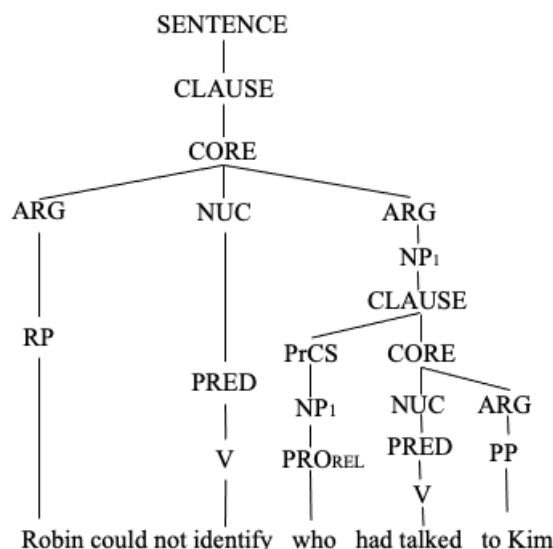 SENTENCE
CLAUSE
CORE
ARG NUC ARG
NP1
CLAUSE
RP PrCS CORE
PRED NP1 NUC ARG
V PROREL PRED PP
V
Robin could not identify who had talked to Kim